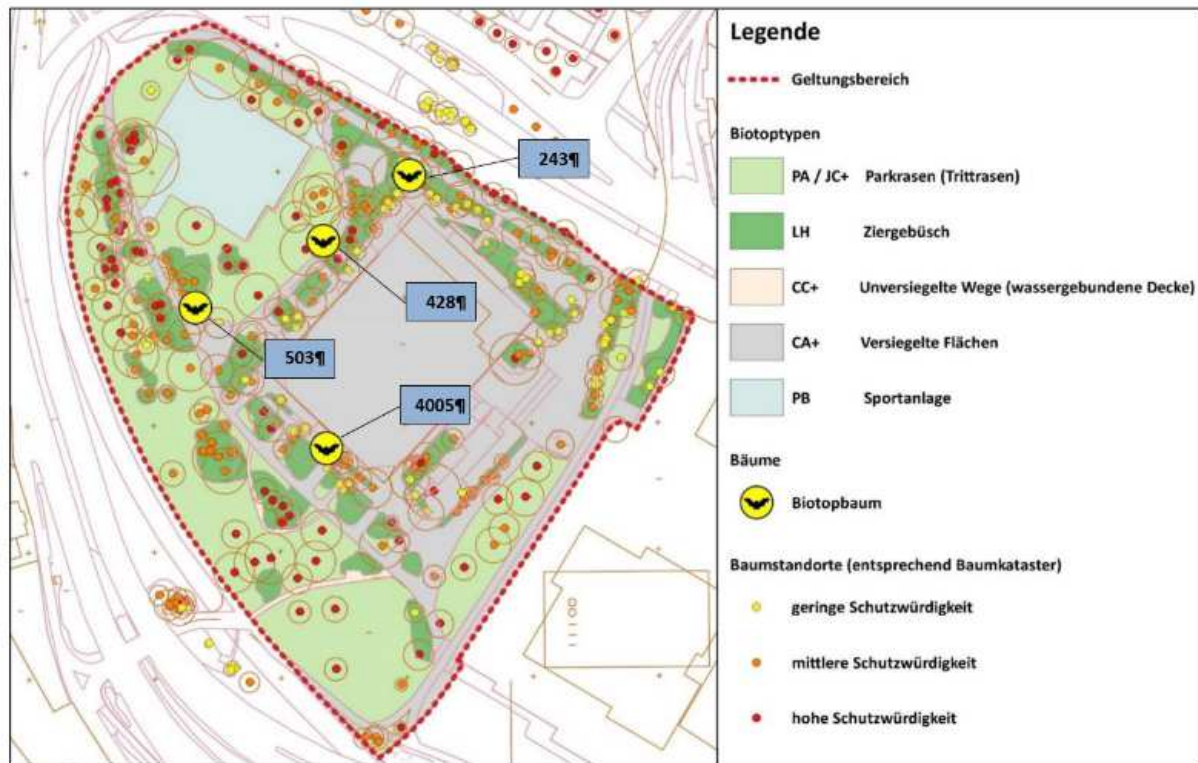 243¶
428¶
503¶
4005¶
Legende
Geltungsbereich
Biotoptypen
PA / JC+ Parkrasen (Trittrasen)
LH Ziergebüsch
CC+ Unversiegelte Wege (wassergebundene Decke)
CA+ Versiegelte Flächen
PB Sportanlage
Bäume
Biotopbaum
Baumstandorte (entsprechend Baumkataster)
geringe Schutzwürdigkeit
mittlere Schutzwürdigkeit
hohe Schutzwürdigkeit